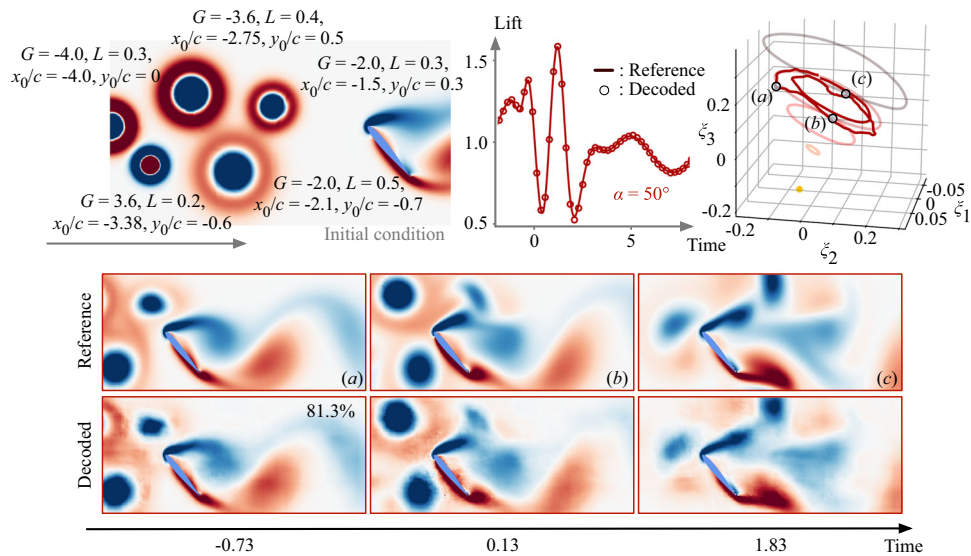 G = -3.6, L = 0.4,
x₀/c = -2.75, y₀/c = 0.5
G = -4.0, L = 0.3,
x₀/c = -4.0, y₀/c = 0
G = -2.0, L = 0.3,
x₀/c = -1.5, y₀/c = 0.3
G = -2.0, L = 0.5,
x₀/c = -2.1, y₀/c = -0.7
G = 3.6, L = 0.2,
x₀/c = -3.38, y₀/c = -0.6
Initial condition
Lift
1.5
1.0
0.5
: Reference
: Decoded
α = 50°
0
5
Time
(a)
(b)
(c)
ξ₃
0.2
0
-0.2
-0.2
0
0.2
ξ₂
-0.05
0
0.05
ξ₁
Reference
(a)
(b)
(c)
Decoded
81.3%
-0.73
0.13
1.83
Time